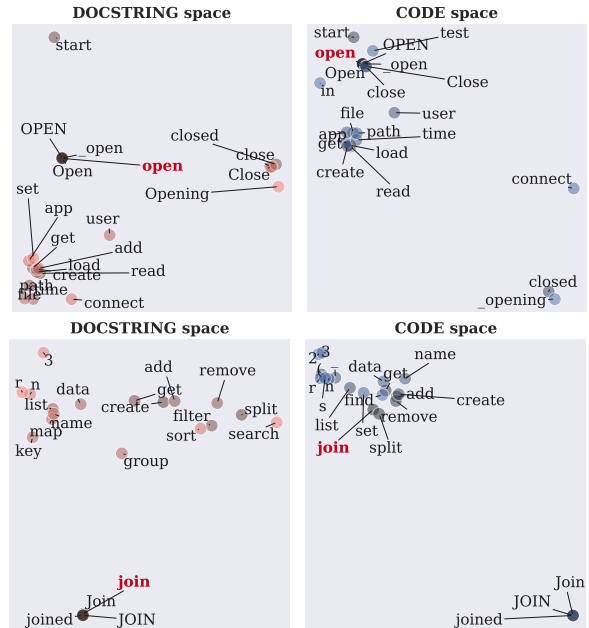 DOCSTRING space
start
OPEN
_open
closed
open
close
Open
Close
set
Opening
app
user
get
add
load
read
create
path
time
file
connect
CODE space
start
test
OPEN
open
_open
Open
Close
in
close
file
user
app
path
time
get
load
create
read
connect
closed
_opening
DOCSTRING space
3
add
remove
r
n
data
get
list
create
split
filter
name
map
sort
search
key
group
join
Join
joined
JOIN
CODE space
3
2
(
_
data
name
get
r
n
add
create
s
find
list
remove
set
join
split
Join
JOIN
joined